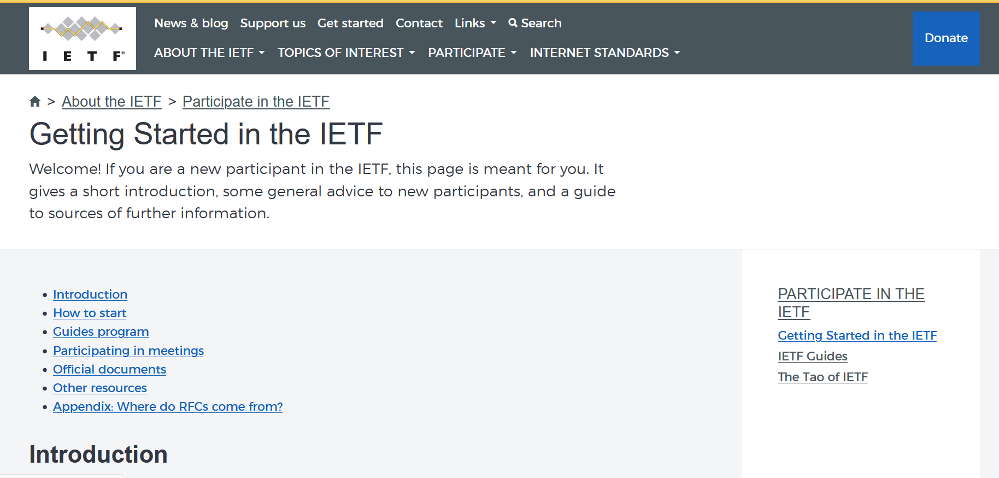 IETF®
News & blog Support us Get started Contact Links Search
ABOUT THE IETF TOPICS OF INTEREST PARTICIPATE INTERNET STANDARDS
Donate
> About the IETF > Participate in the IETF
Getting Started in the IETF
Welcome! If you are a new participant in the IETF, this page is meant for you. It
gives a short introduction, some general advice to new participants, and a guide
to sources of further information.
• Introduction
• How to start
• Guides program
• Participating in meetings
• Official documents
• Other resources
• Appendix: Where do RFCs come from?
Introduction
PARTICIPATE IN THE
IETF
Getting Started in the IETF
IETF Guides
The Tao of IETF